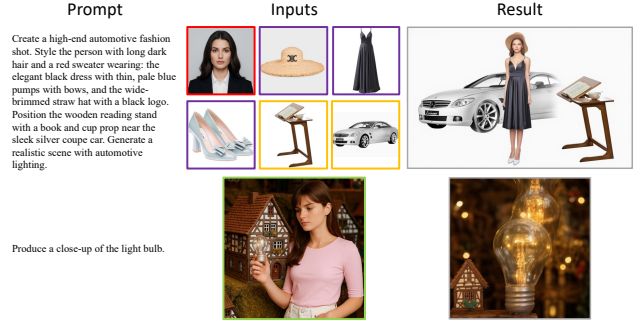 Prompt
Inputs
Result
Create a high-end automotive fashion
shot. Style the person with long dark
hair and a red sweater wearing: the
elegant black dress with thin, pale blue
pumps with bows, and the wide-
brimmed straw hat with a black logo.
Position the wooden reading stand
with a book and cup prop near the
sleek silver coupe car. Generate a
realistic scene with automotive
lighting.
Produce a close-up of the light bulb.